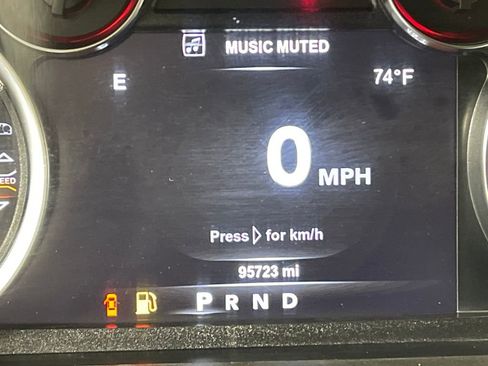 MUSIC MUTED
E
74°F
0 MPH
Press ▷ for km/h
95723 mi
P R N D